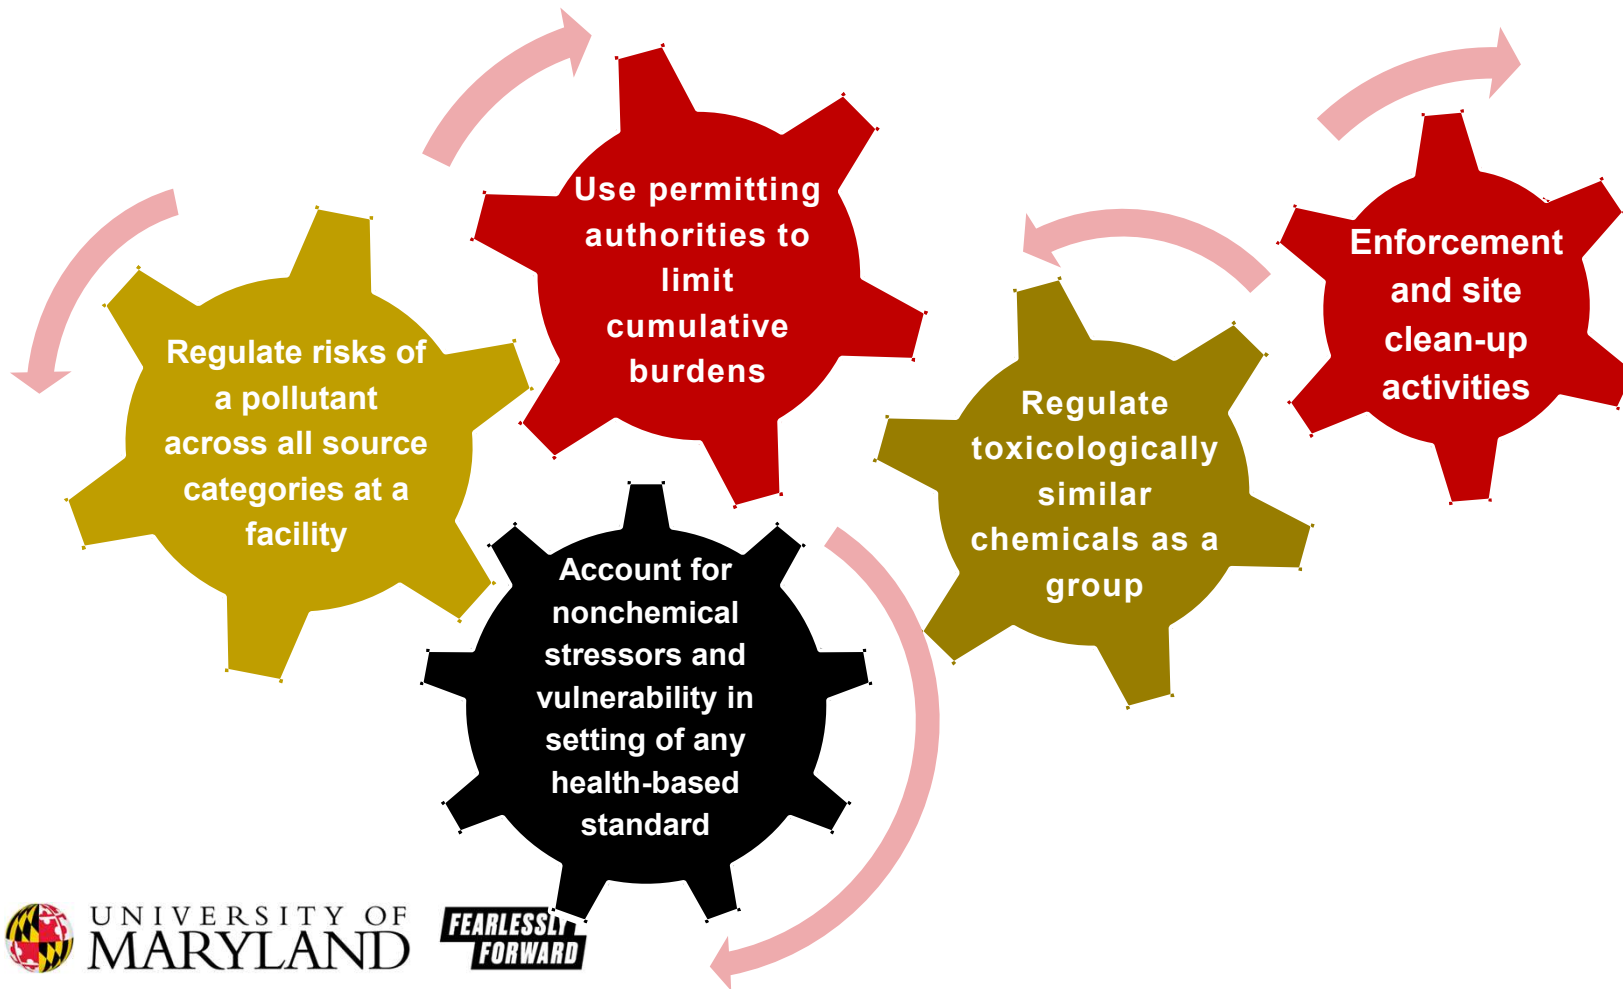 Use permitting
authorities to
limit
cumulative
burdens
Enforcement
and site
clean-up
activities
Regulate risks of
a pollutant
across all source
categories at a
facility
Regulate
toxicologically
similar
chemicals as a
group
Account for
nonchemical
stressors and
vulnerability in
setting of any
health-based
standard
UNIVERSITY OF
MARYLAND
FEARLESSLY
FORWARD